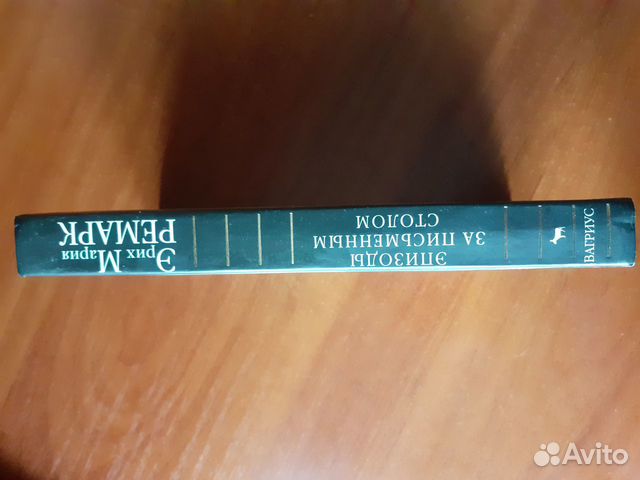 Эрих
Мария
РЕМАРК
ЭПИЗОДЫ
ЗА ПИСЬМЕННЫМ
СТОЛОМ
ВАГРИУС
Avito